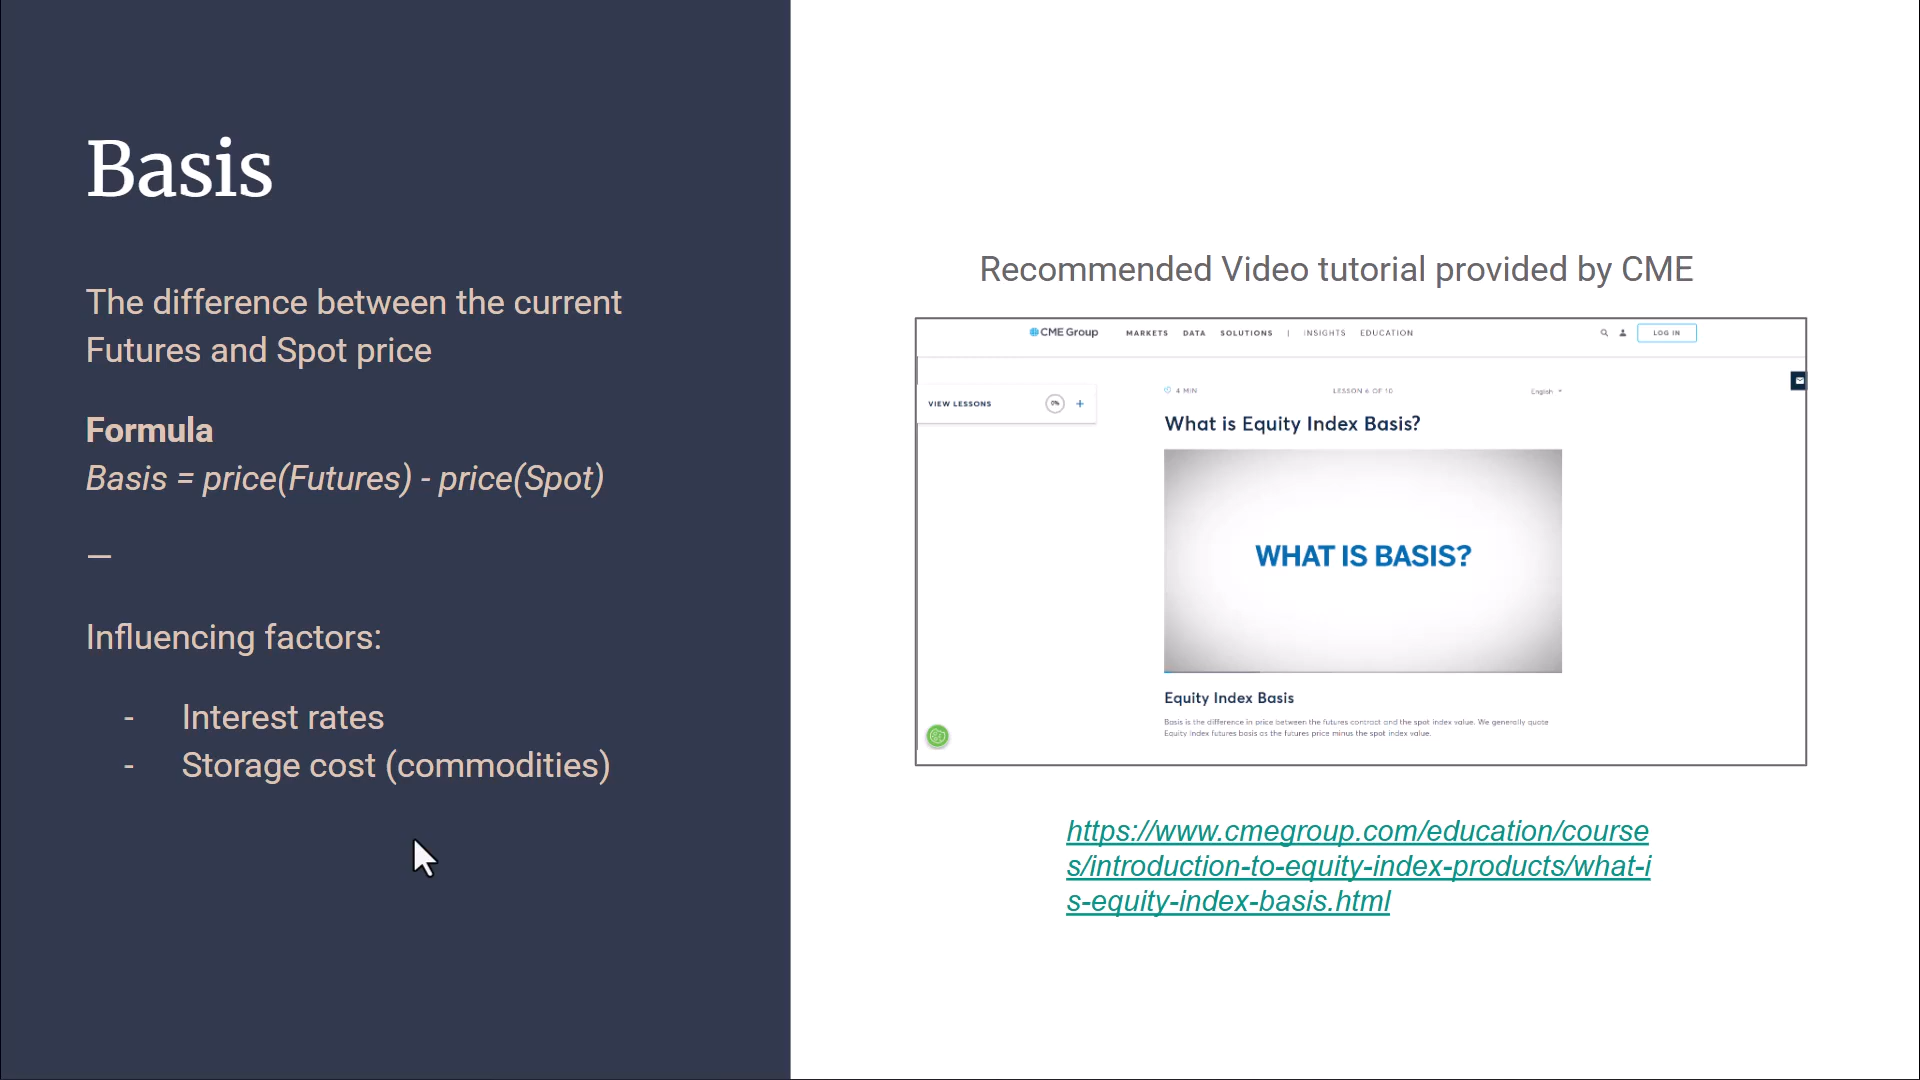 Basis
The difference between the current
Futures and Spot price
Formula
Basis = price(Futures) - price(Spot)
—
Influencing factors:
- Interest rates
- Storage cost (commodities)
Recommended Video tutorial provided by CME
CME Group MARKETS DATA SOLUTIONS | INSIGHTS EDUCATION LOG IN
VIEW LESSONS 0% +
4 MIN LESSON 6 OF 10 English
What is Equity Index Basis?
WHAT IS BASIS?
Equity Index Basis
Basis is the difference in price between the futures contract and the spot index value. We generally quote
Equity Index futures basis as the futures price minus the spot index value.
https://www.cmegroup.com/education/course
s/introduction-to-equity-index-products/what-i
s-equity-index-basis.html